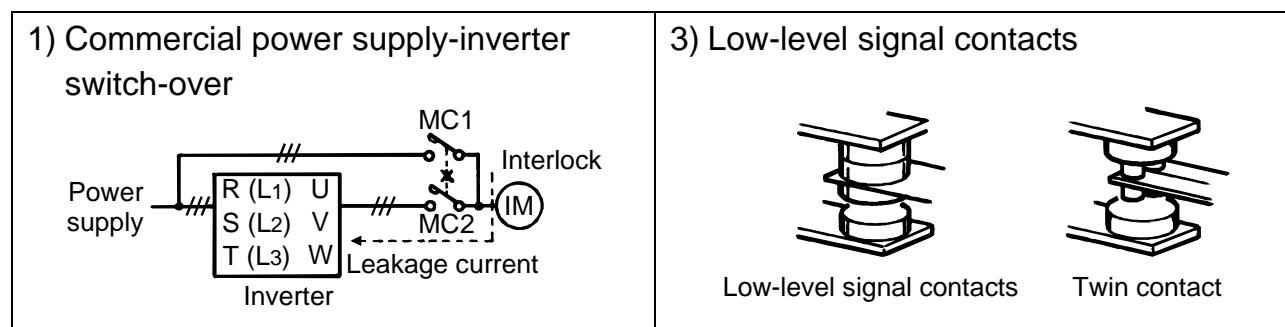 1) Commercial power supply-inverter
switch-over
MC1
Interlock
Power
supply
R (L1) U
S (L2) V
T (L3) W
MC2
IM
Leakage current
Inverter
3) Low-level signal contacts
Low-level signal contacts
Twin contact